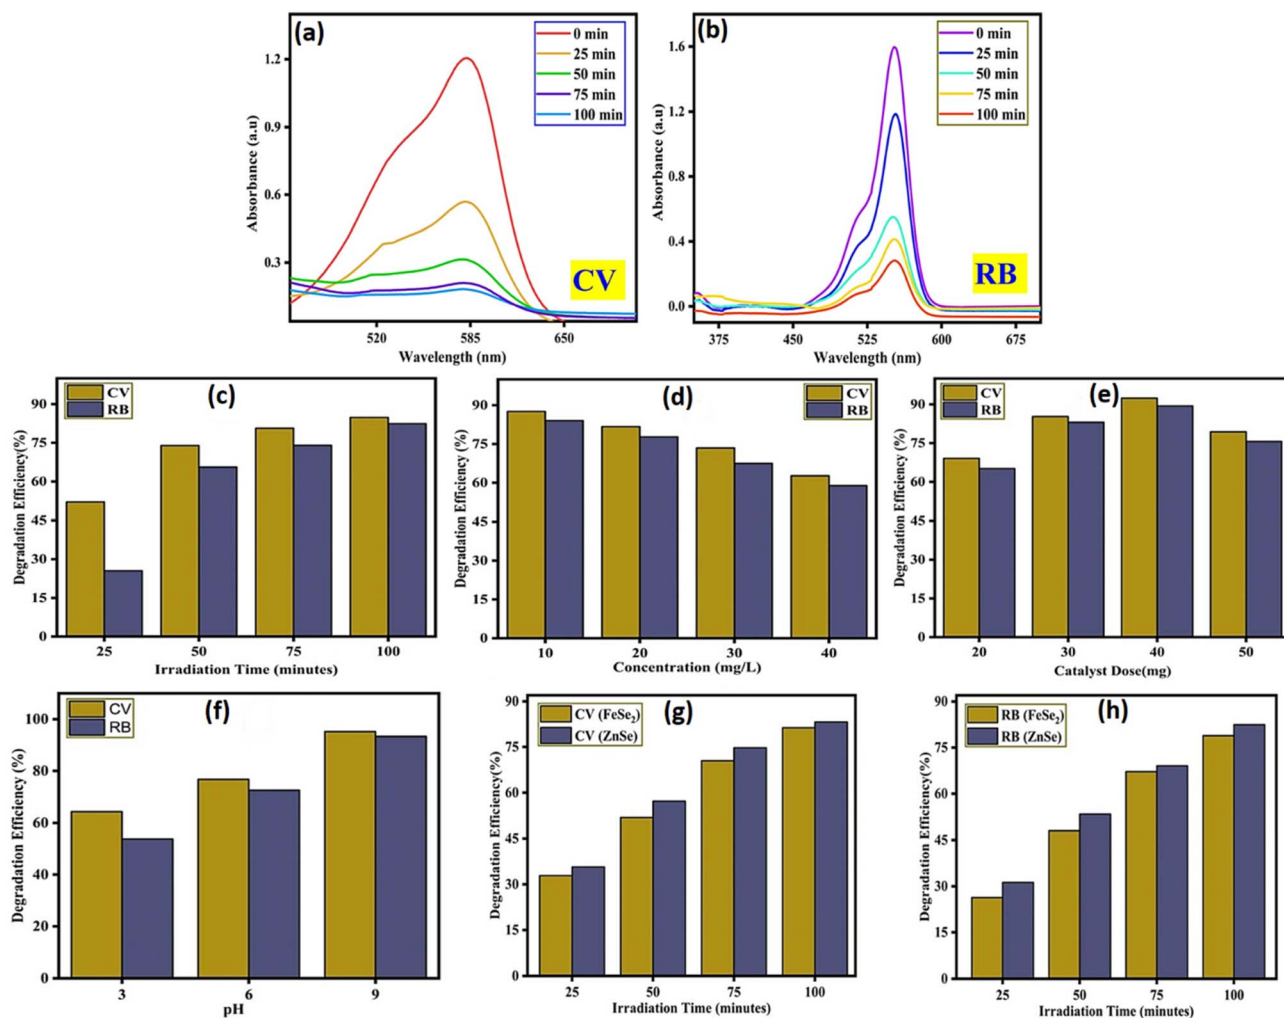 (a)
0 min
25 min
50 min
75 min
100 min
1.2
0.9
0.6
0.3
Absorbance (a.u)
CV
520
585
650
Wavelength (nm)
(b)
0 min
25 min
50 min
75 min
100 min
1.6
1.2
0.8
0.4
0.0
Absorbance (a.u)
RB
375
450
525
600
675
Wavelength (nm)
(c)
CV
RB
90
75
60
45
30
15
0
Degradation Efficiency(%)
25
50
75
100
Irradiation Time (minutes)
(d)
CV
RB
90
75
60
45
30
15
0
Degradation Efficiency (%)
10
20
30
40
Concentration (mg/L)
(e)
CV
RB
90
75
60
45
30
15
0
Degradation Efficiency (%)
20
30
40
50
Catalyst Dose(mg)
(f)
CV
RB
100
80
60
40
20
0
Degradation Efficiency (%)
3
6
9
pH
(g)
CV (FeSe₂)
CV (ZnSe)
90
75
60
45
30
15
0
Degradation Efficiency(%)
25
50
75
100
Irradiation Time (minutes)
(h)
RB (FeSe₂)
RB (ZnSe)
90
75
60
45
30
15
0
Degradation Efficiency(%)
25
50
75
100
Irradiation Time (minutes)